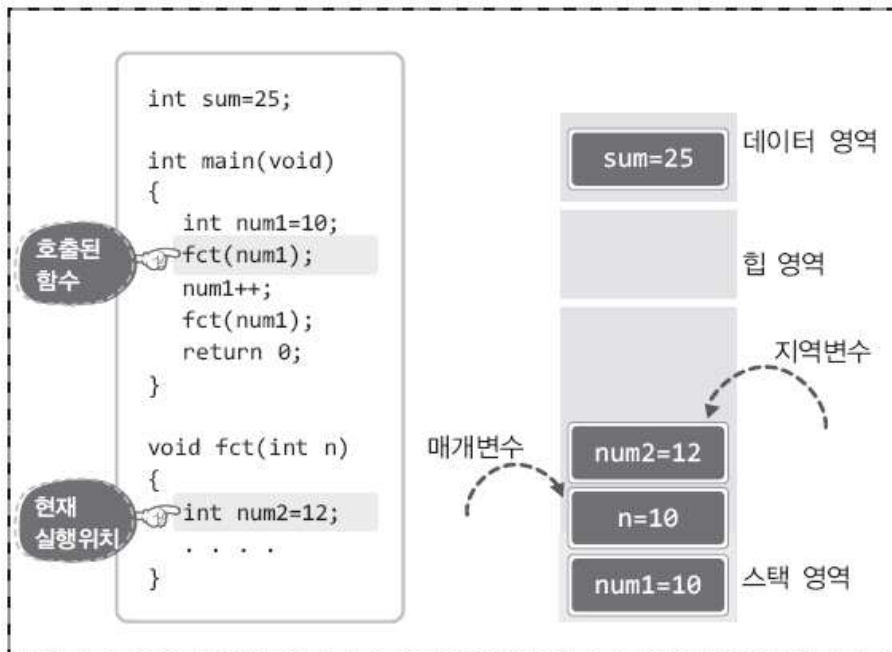 int sum=25;
int main(void)
{
int num1=10;
fct(num1);
num1++;
fct(num1);
return 0;
}
void fct(int n)
{
int num2=12;
. . . .
}
호출된
함수
현재
실행위치
sum=25
데이터 영역
힙 영역
지역변수
매개변수
num2=12
n=10
num1=10
스택 영역